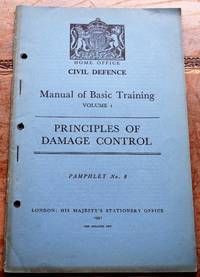 HOME OFFICE
CIVIL DEFENCE
Manual of Basic Training
VOLUME I
PRINCIPLES OF
DAMAGE CONTROL
PAMPHLET No. 8
LONDON: HIS MAJESTY'S STATIONERY OFFICE
1951